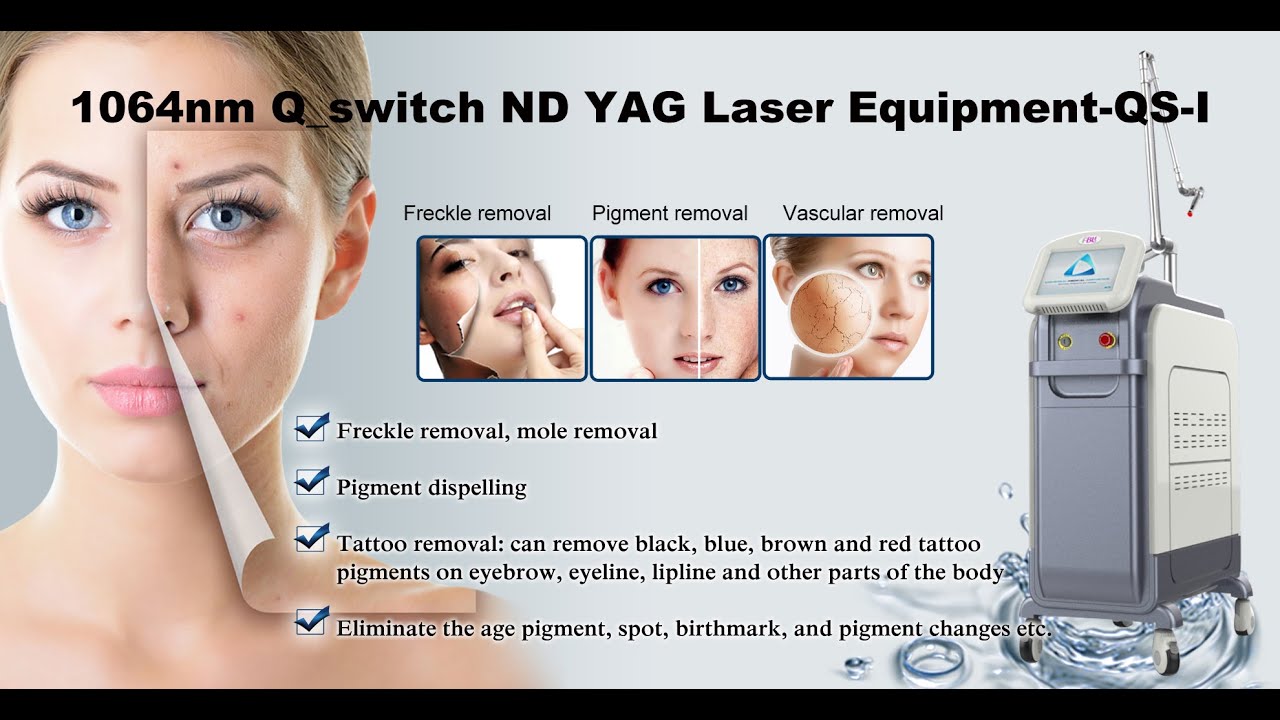 1064nm Q_switch ND YAG Laser Equipment-QS-I
Freckle removal
Pigment removal
Vascular removal
Freckle removal, mole removal
Pigment dispelling
Tattoo removal: can remove black, blue, brown and red tattoo
pigments on eyebrow, eyeline, lipline and other parts of the body
Eliminate the age pigment, spot, birthmark, and pigment changes etc.